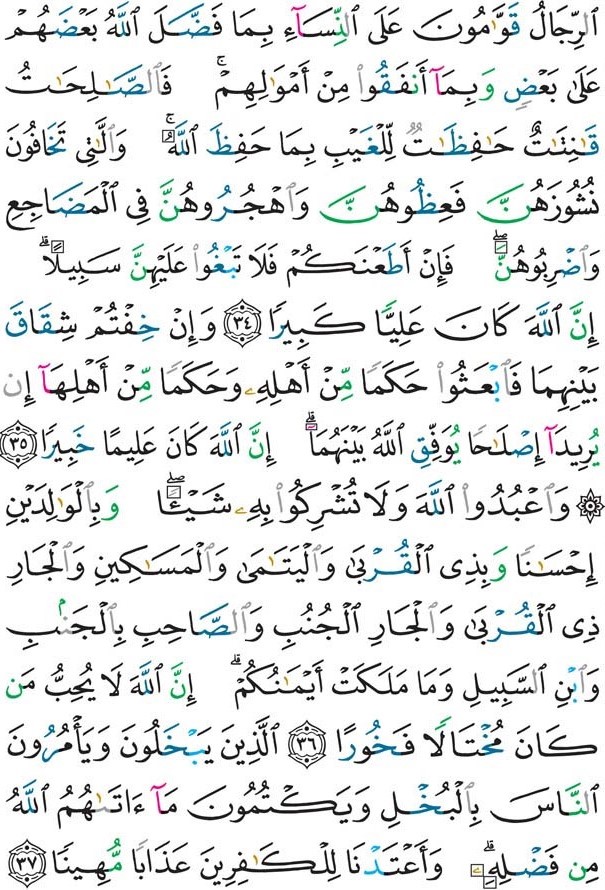 ٱلرِّجَالُ قَوَّٰمُونَ عَلَى ٱلنِّسَآءِ بِمَا فَضَّلَ ٱللَّهُ بَعۡضَهُمۡ
عَلَىٰ بَعۡضٖ وَبِمَآ أَنفَقُواْ مِنۡ أَمۡوَٰلِهِمۡۚ فَٱلصَّٰلِحَٰتُ
قَٰنِتَٰتٌ حَٰفِظَٰتٞ لِّلۡغَيۡبِ بِمَا حَفِظَ ٱللَّهُۚ وَٱلَّٰتِي تَخَافُونَ
نُشُوزَهُنَّ فَعِظُوهُنَّ وَٱهۡجُرُوهُنَّ فِي ٱلۡمَضَاجِعِ
وَٱضۡرِبُوهُنَّۖ فَإِنۡ أَطَعۡنَكُمۡ فَلَا تَبۡغُواْ عَلَيۡهِنَّ سَبِيلًاۗ
إِنَّ ٱللَّهَ كَانَ عَلِيّٗا كَبِيرٗا ٣٤ وَإِنۡ خِفۡتُمۡ شِقَاقَ
بَيۡنِهِمَا فَٱبۡعَثُواْ حَكَمٗا مِّنۡ أَهۡلِهِۦ وَحَكَمٗا مِّنۡ أَهۡلِهَآ إِن
يُرِيدَآ إِصۡلَٰحٗا يُوَفِّقِ ٱللَّهُ بَيۡنَهُمَآۗ إِنَّ ٱللَّهَ كَانَ عَلِيمًا خَبِيرٗا ٣٥
۞ وَٱعۡبُدُواْ ٱللَّهَ وَلَا تُشۡرِكُواْ بِهِۦ شَيۡـٔٗاۖ وَبِٱلۡوَٰلِدَيۡنِ
إِحۡسَٰنٗا وَبِذِي ٱلۡقُرۡبَىٰ وَٱلۡيَتَٰمَىٰ وَٱلۡمَسَٰكِينِ وَٱلۡجَارِ
ذِي ٱلۡقُرۡبَىٰ وَٱلۡجَارِ ٱلۡجُنُبِ وَٱلصَّاحِبِ بِٱلۡجَنۢبِ
وَٱبۡنِ ٱلسَّبِيلِ وَمَا مَلَكَتۡ أَيۡمَٰنُكُمۡۗ إِنَّ ٱللَّهَ لَا يُحِبُّ مَن
كَانَ مُخۡتَالٗا فَخُورًا ٣٦ ٱلَّذِينَ يَبۡخَلُونَ وَيَأۡمُرُونَ
ٱلنَّاسَ بِٱلۡبُخۡلِ وَيَكۡتُمُونَ مَآ ءَاتَىٰهُمُ ٱللَّهُ
مِن فَضۡلِهِۦۗ وَأَعۡتَدۡنَا لِلۡكَٰفِرِينَ عَذَابٗا مُّهِينٗا ٣٧